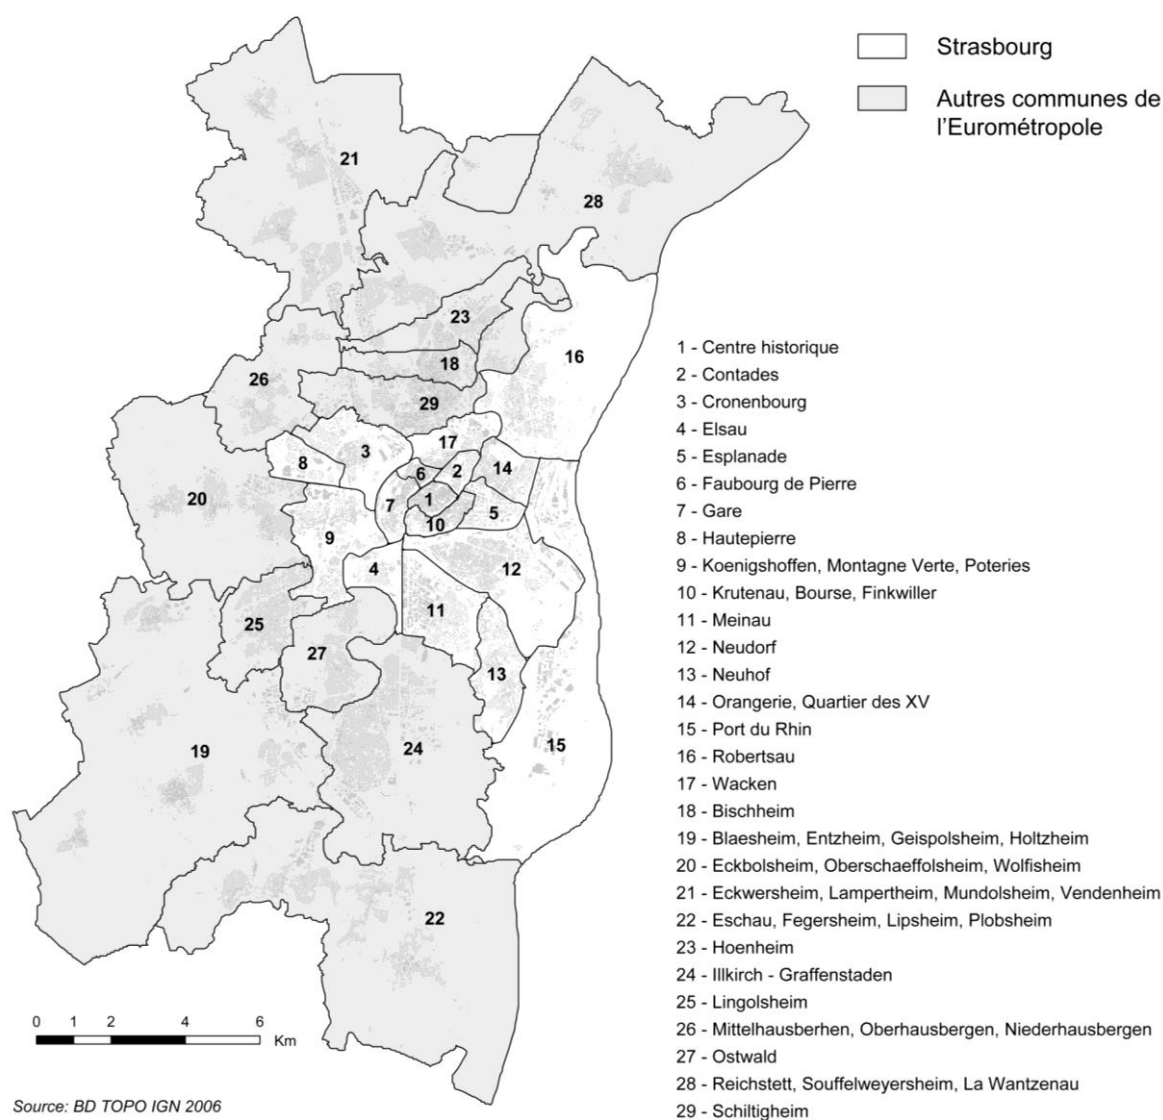 Strasbourg
Autres communes de
l'Eurométropole
21
28
23
16
18
26
29
17
3
8
14
2
6
20
1
7
5
10
9
12
4
11
25
27
13
15
24
19
22
1 - Centre historique
2 - Contades
3 - Cronenbourg
4 - Elsau
5 - Esplanade
6 - Faubourg de Pierre
7 - Gare
8 - Hautepierre
9 - Koenigshoffen, Montagne Verte, Poteries
10 - Krutenau, Bourse, Finkwiller
11 - Meinau
12 - Neudorf
13 - Neuhof
14 - Orangerie, Quartier des XV
15 - Port du Rhin
16 - Robertsau
17 - Wacken
18 - Bischheim
19 - Blaesheim, Entzheim, Geispolsheim, Holtzheim
20 - Eckbolsheim, Oberschaeffolsheim, Wolfisheim
21 - Eckwersheim, Lampertheim, Mundolsheim, Vendenheim
22 - Eschau, Fegersheim, Lipsheim, Plobsheim
23 - Hoenheim
24 - Illkirch - Graffenstaden
25 - Lingolsheim
26 - Mittelhausberhen, Oberhausbergen, Niederhausbergen
27 - Ostwald
28 - Reichstett, Souffelweyersheim, La Wantzenau
29 - Schiltigheim
0 1 2 4 6
Km
Source: BD TOPO IGN 2006